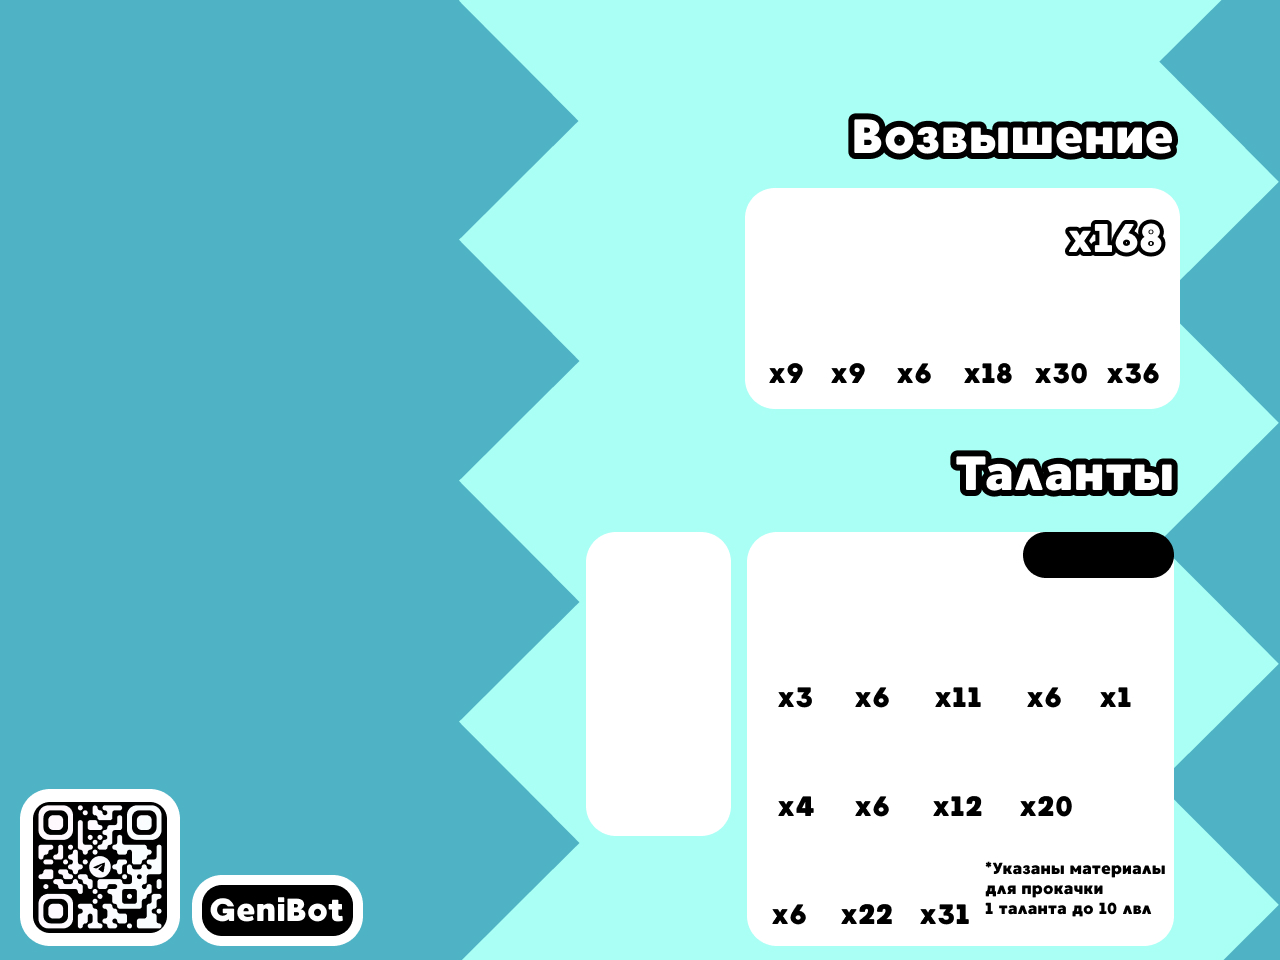 Возвышение
x168
x9 x9 x6 x18 x30 x36
Таланты
x3 x6 x11 x6 x1
x4 x6 x12 x20
*Указаны материалы
для прокачки
1 таланта до 10 лвл
x6 x22 x31
GeniBot